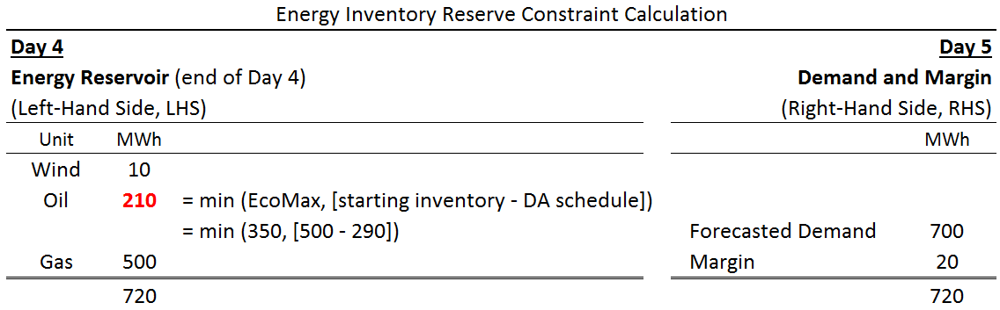 Energy Inventory Reserve Constraint Calculation
Day 4 Day 5
Energy Reservoir (end of Day 4) Demand and Margin
(Left-Hand Side, LHS) (Right-Hand Side, RHS)
Unit MWh MWh
Wind 10
Oil 210 = min (EcoMax, [starting inventory - DA schedule])
= min (350, [500 - 290]) Forecasted Demand 700
Gas 500 Margin 20
720 720